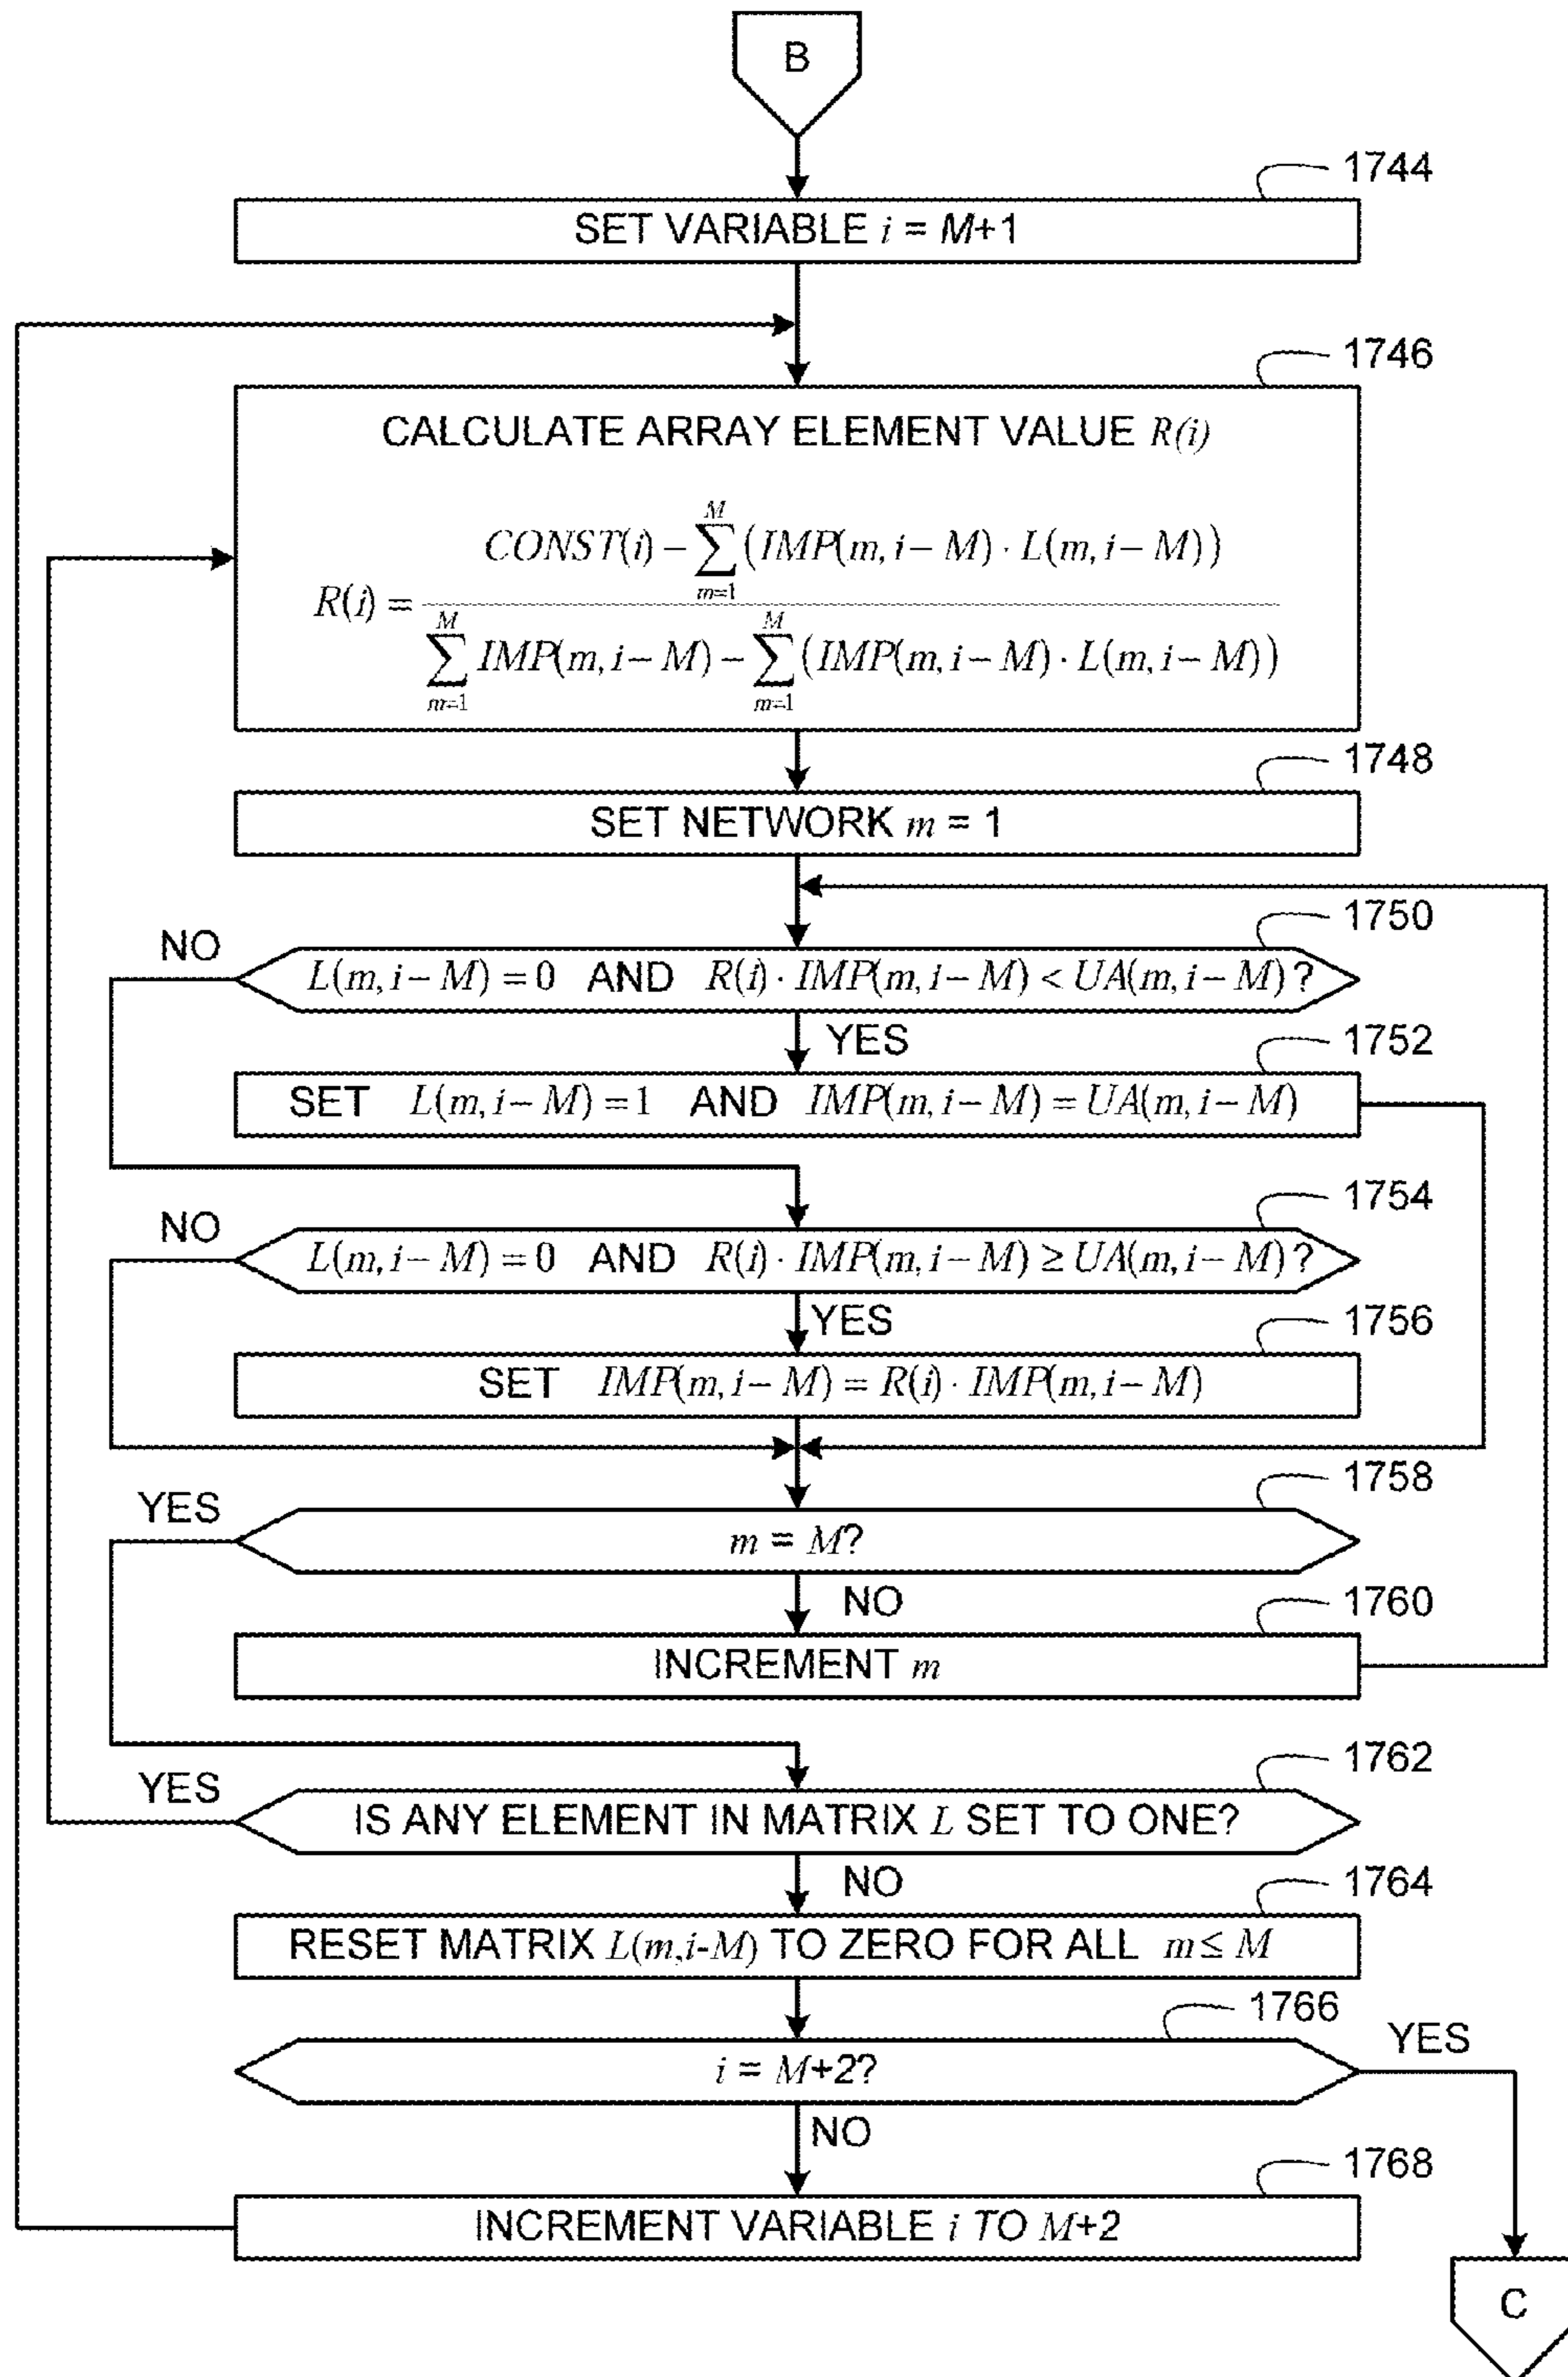 B
1744
SET VARIABLE i = M+1
1746
CALCULATE ARRAY ELEMENT VALUE R(i)
R(i) = \frac{CONST(i) - \sum_{m=1}^{M} (IMP(m, i-M) · L(m, i-M))}{\sum_{m=1}^{M} IMP(m, i-M) - \sum_{m=1}^{M} (IMP(m, i-M) · L(m, i-M))}
1748
SET NETWORK m = 1
1750
NO
L(m, i-M) = 0 AND R(i) · IMP(m, i-M) < UA(m, i-M)?
YES
1752
SET L(m, i-M) = 1 AND IMP(m, i-M) = UA(m, i-M)
1754
NO
L(m, i-M) = 0 AND R(i) · IMP(m, i-M) ≥ UA(m, i-M)?
YES
1756
SET IMP(m, i-M) = R(i) · IMP(m, i-M)
1758
YES
m = M?
NO
1760
INCREMENT m
1762
YES
IS ANY ELEMENT IN MATRIX L SET TO ONE?
NO
1764
RESET MATRIX L(m,i-M) TO ZERO FOR ALL m ≤ M
1766
YES
i = M+2?
NO
1768
INCREMENT VARIABLE i TO M+2
C